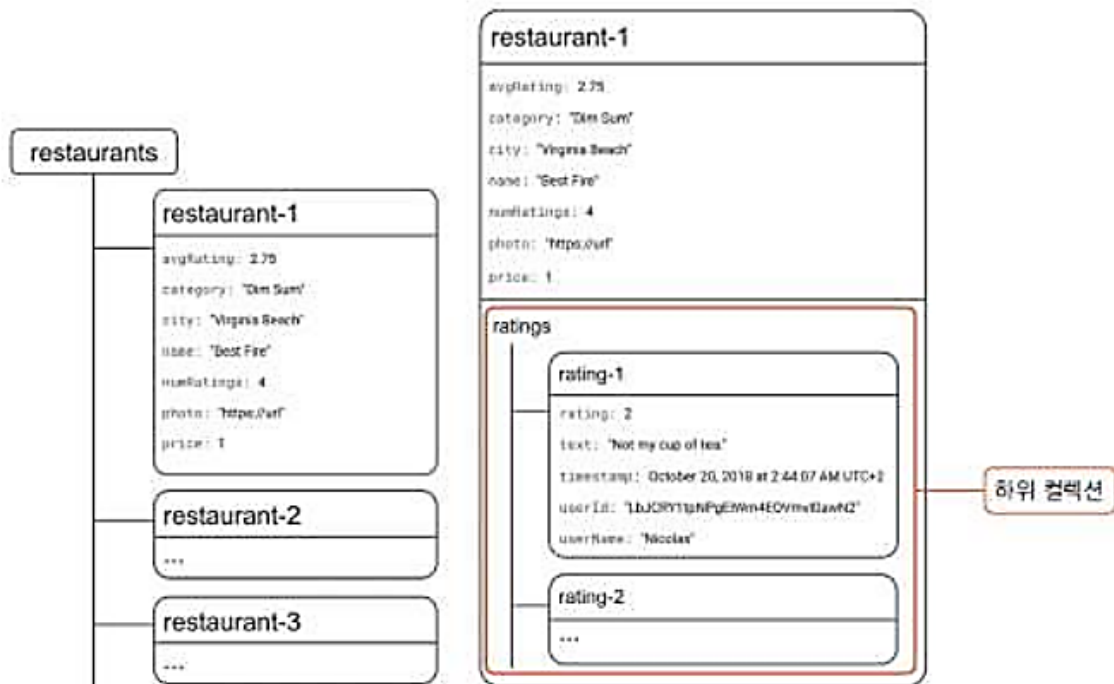 restaurants
restaurant-1
avgRating: 2.75
category: "Dim Sum"
city: "Virginia Beach"
name: "Best Fire"
numRatings: 4
photo: "https://url"
price: 1
restaurant-2
...
restaurant-3
...
restaurant-1
avgRating: 2.75
category: "Dim Sum"
city: "Virginia Beach"
name: "Best Fire"
numRatings: 4
photo: "https://url"
price: 1
ratings
rating-1
rating: 2
text: "Not my cup of tea."
timestamp: October 20, 2018 at 2:44:07 AM UTC+2
userId:
userName: "Nicolas"
rating-2
...
하위 컬렉션